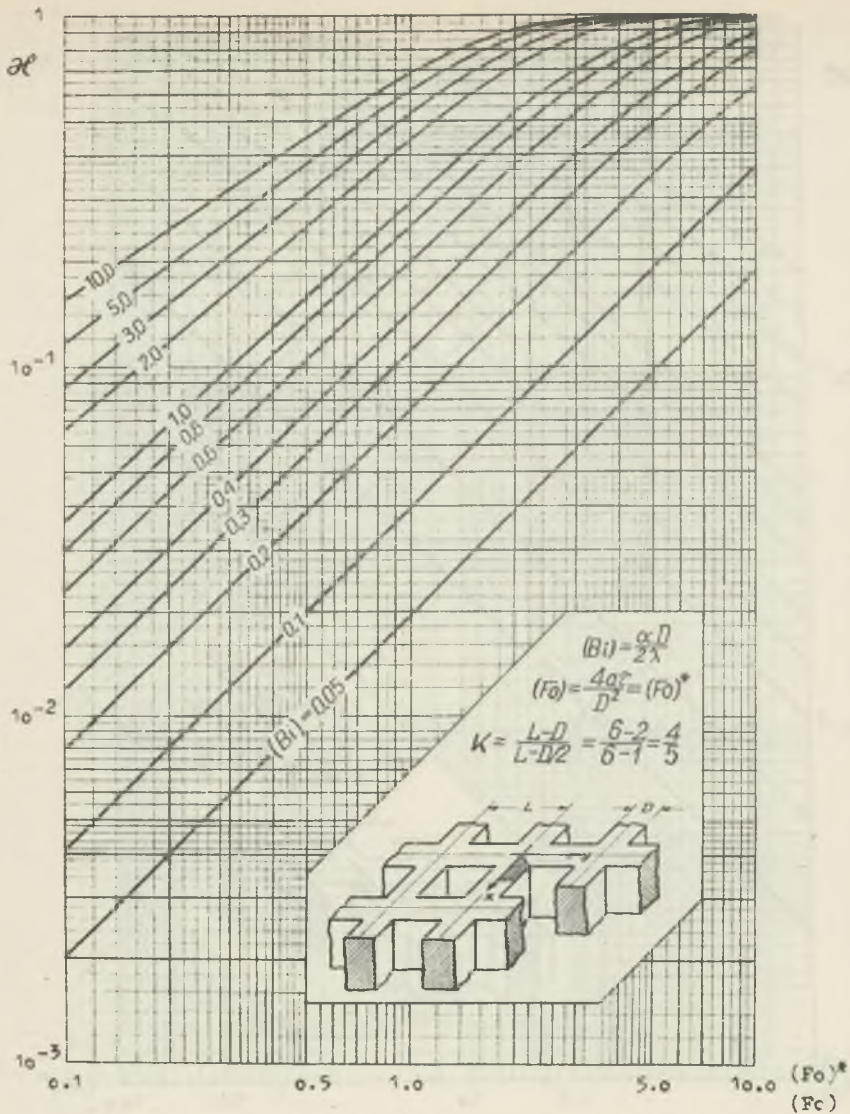 1
ϰ
10,0
5,0
3,0
2,0
10⁻¹
1,0
0,8
0,6
0,4
0,3
0,2
0,1
(Bi) = 0,05
10⁻²
(Bi) = αD/2λ
(Fo) = 4aτ/D² = (Fo)*
K = L-D/L-D/2 = 6-2/6-1 = 4/5
L
D
x
10⁻³
0.1
0.5
1.0
5.0
10.0
(Fo)*
(Fc)